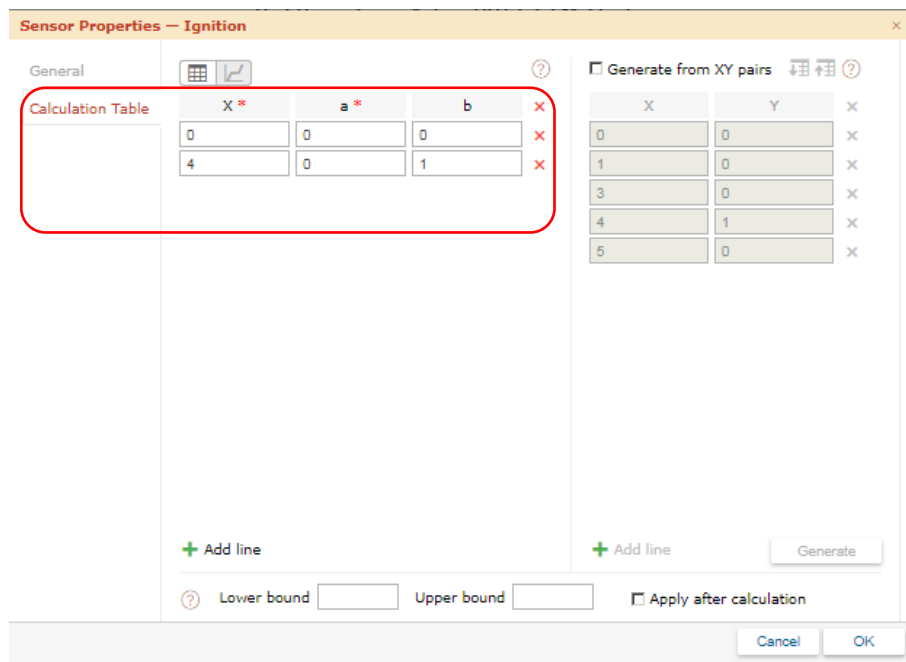 Sensor Properties — Ignition ×
General
Calculation Table
?
X * a * b ×
0 0 0 ×
4 0 1 ×
+ Add line
Generate from XY pairs ?
X Y ×
0 0 ×
1 0 ×
3 0 ×
4 1 ×
5 0 ×
+ Add line Generate
? Lower bound Upper bound Apply after calculation
Cancel OK